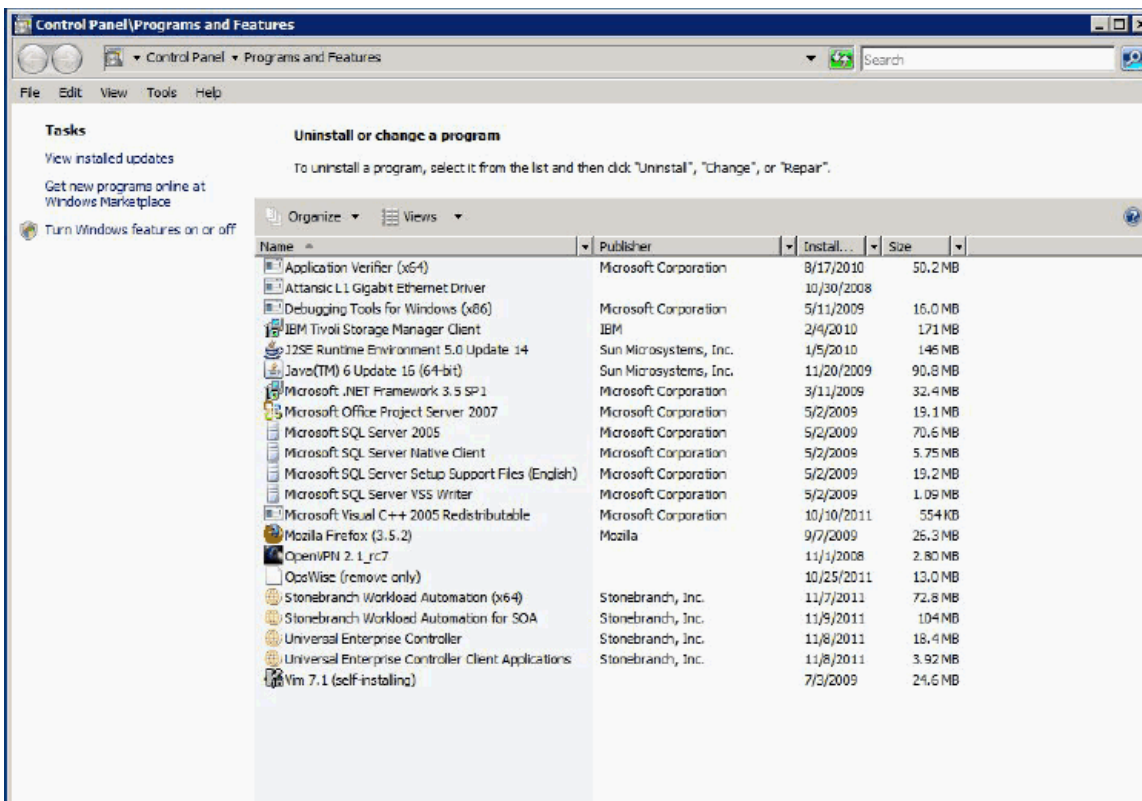 Control Panel\Programs and Features
Control Panel Programs and Features
Search
File Edit View Tools Help
Tasks
View installed updates
Get new programs online at
Windows Marketplace
Turn Windows features on or off
Uninstall or change a program
To uninstall a program, select it from the list and then click "Uninstall", "Change", or "Repair".
Organize Views
Name Publisher Install... Size
Application Verifier (x64) Microsoft Corporation 8/17/2010 50.2 MB
Attansic L1 Gigabit Ethernet Driver 10/30/2008
Debugging Tools for Windows (x86) Microsoft Corporation 5/11/2009 16.0 MB
IBM Tivoli Storage Manager Client IBM 2/4/2010 171 MB
J2SE Runtime Environment 5.0 Update 14 Sun Microsystems, Inc. 1/5/2010 146 MB
Java(TM) 6 Update 16 (64-bit) Sun Microsystems, Inc. 11/20/2009 90.8 MB
Microsoft .NET Framework 3.5 SP1 Microsoft Corporation 3/11/2009 32.4 MB
Microsoft Office Project Server 2007 Microsoft Corporation 5/2/2009 19.1 MB
Microsoft SQL Server 2005 Microsoft Corporation 5/2/2009 70.6 MB
Microsoft SQL Server Native Client Microsoft Corporation 5/2/2009 5.75 MB
Microsoft SQL Server Setup Support Files (English) Microsoft Corporation 5/2/2009 19.2 MB
Microsoft SQL Server VSS Writer Microsoft Corporation 5/2/2009 1.09 MB
Microsoft Visual C++ 2005 Redistributable Microsoft Corporation 10/10/2011 554 KB
Mozilla Firefox (3.5.2) Mozilla 9/7/2009 26.3 MB
OpenVPN 2.1_rc7 11/1/2008 2.80 MB
OpsWise (remove only) 10/25/2011 13.0 MB
Stonebranch Workload Automation (x64) Stonebranch, Inc. 11/7/2011 72.8 MB
Stonebranch Workload Automation for SOA Stonebranch, Inc. 11/9/2011 104 MB
Universal Enterprise Controller Stonebranch, Inc. 11/8/2011 18.4 MB
Universal Enterprise Controller Client Applications Stonebranch, Inc. 11/8/2011 3.92 MB
Vim 7.1 (self-installing) 7/3/2009 24.6 MB